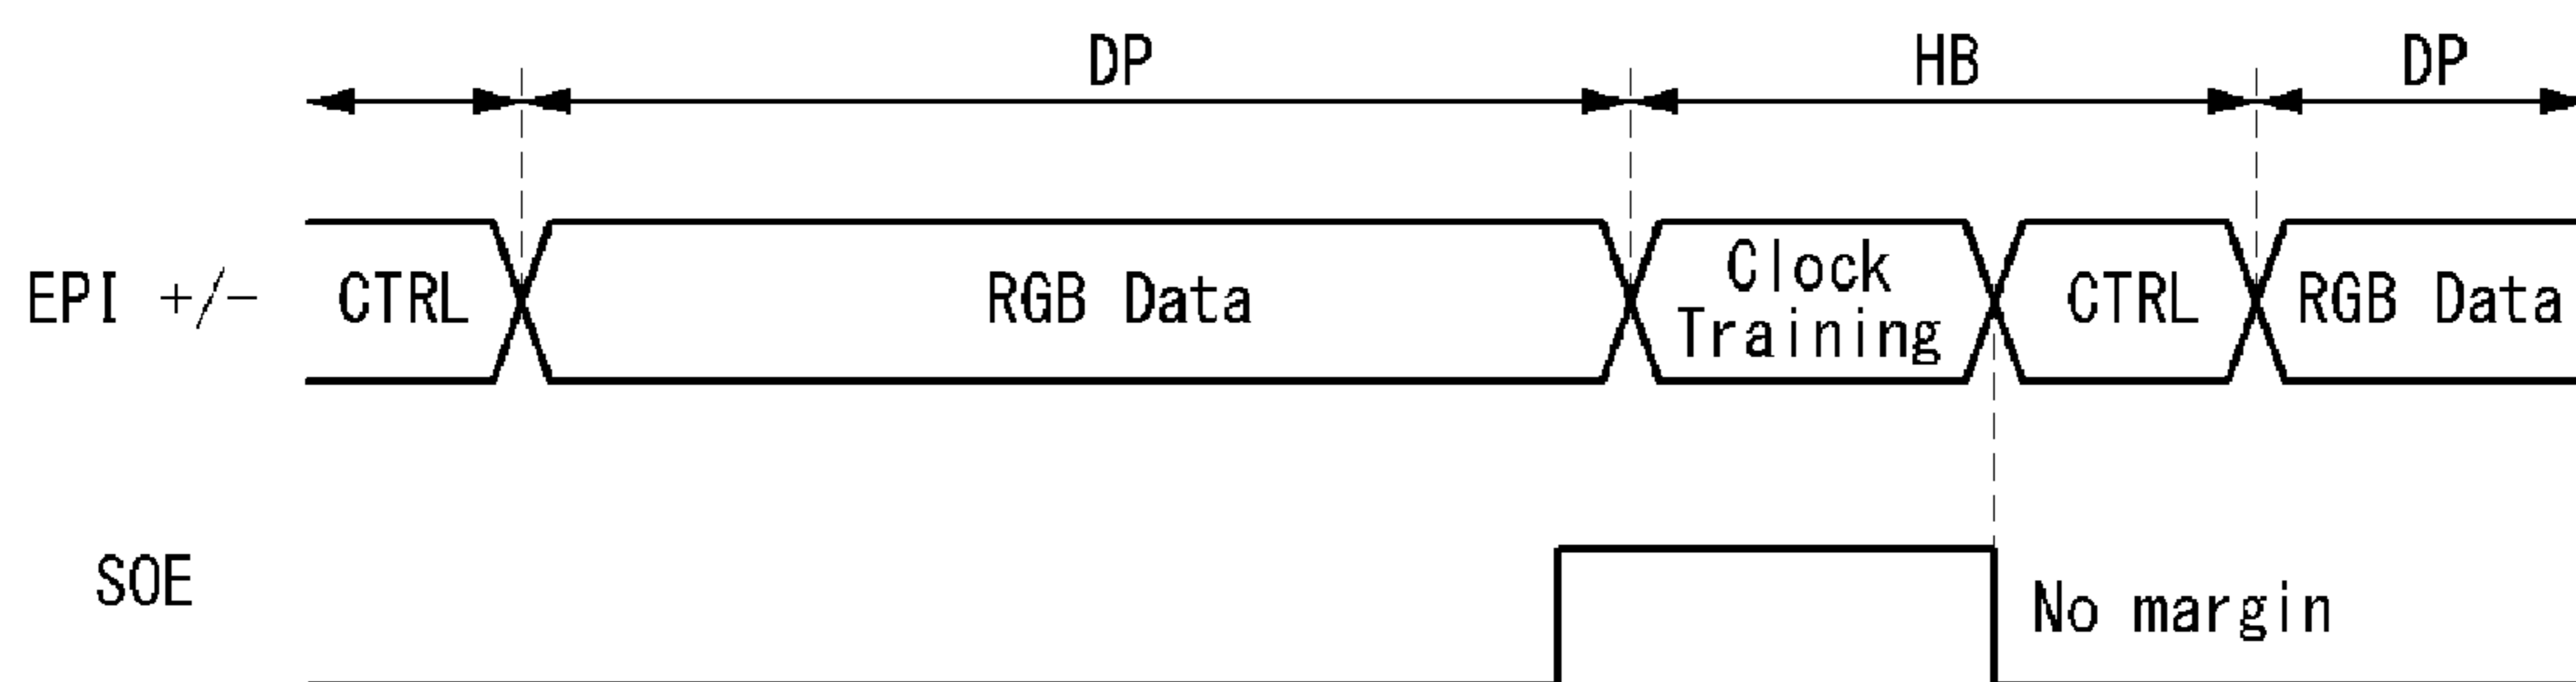 DP HB DP
EPI +/- CTRL RGB Data Clock Training CTRL RGB Data
SOE No margin